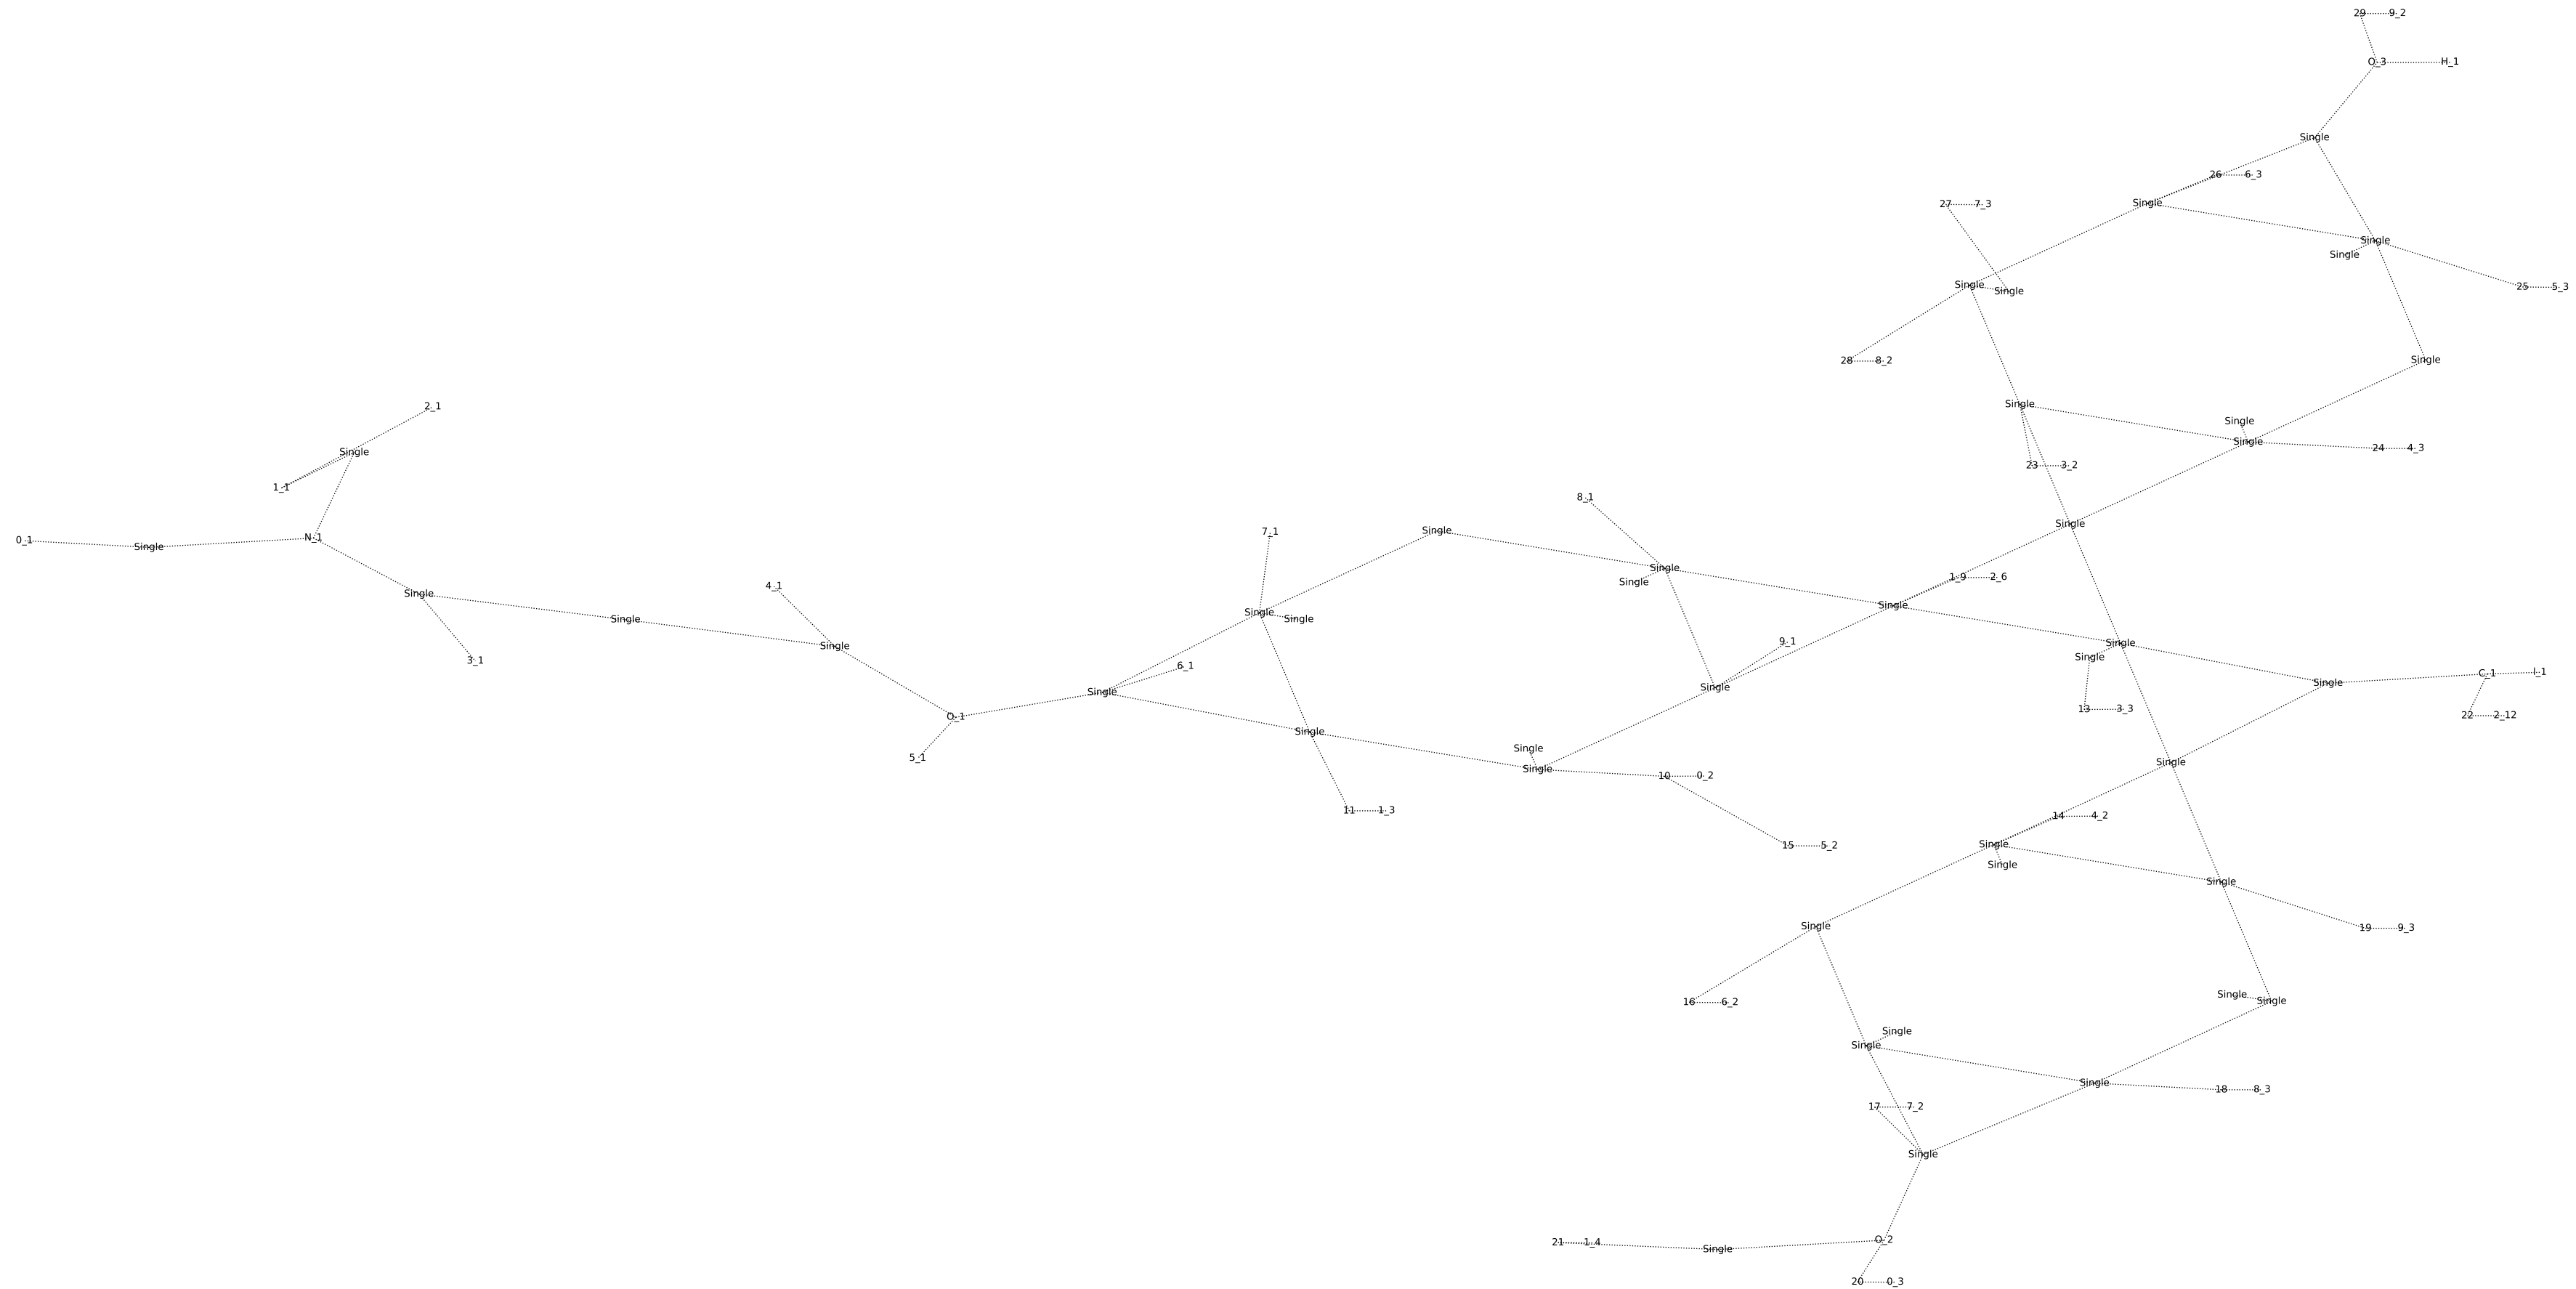 29 9_2
O_3 H_1
Single
26 6_3
Single
27 7_3
Single
Single
Single
Single
25 5_3
Single
28 8_2
Single
2_1
Single
Single
24 4_3
Single
23 3_2
1_1
8_1
Single
Single
7_1
N_1
0_1
Single
Single
1_9 2_6
Single
4_1
Single
Single
Single
Single
Single
9_1
Single
Single
Single
3_1
6_1
C_1 I_1
Single
Single
Single
13 3_3
22 2_12
O_1
Single
Single
5_1
Single
Single
10 0_2
11 1_3
14 4_2
Single
15 5_2
Single
Single
Single
19 9_3
Single
Single
16 6_2
Single
Single
Single
18 8_3
17 7_2
Single
O_2
21 1_4
Single
20 0_3